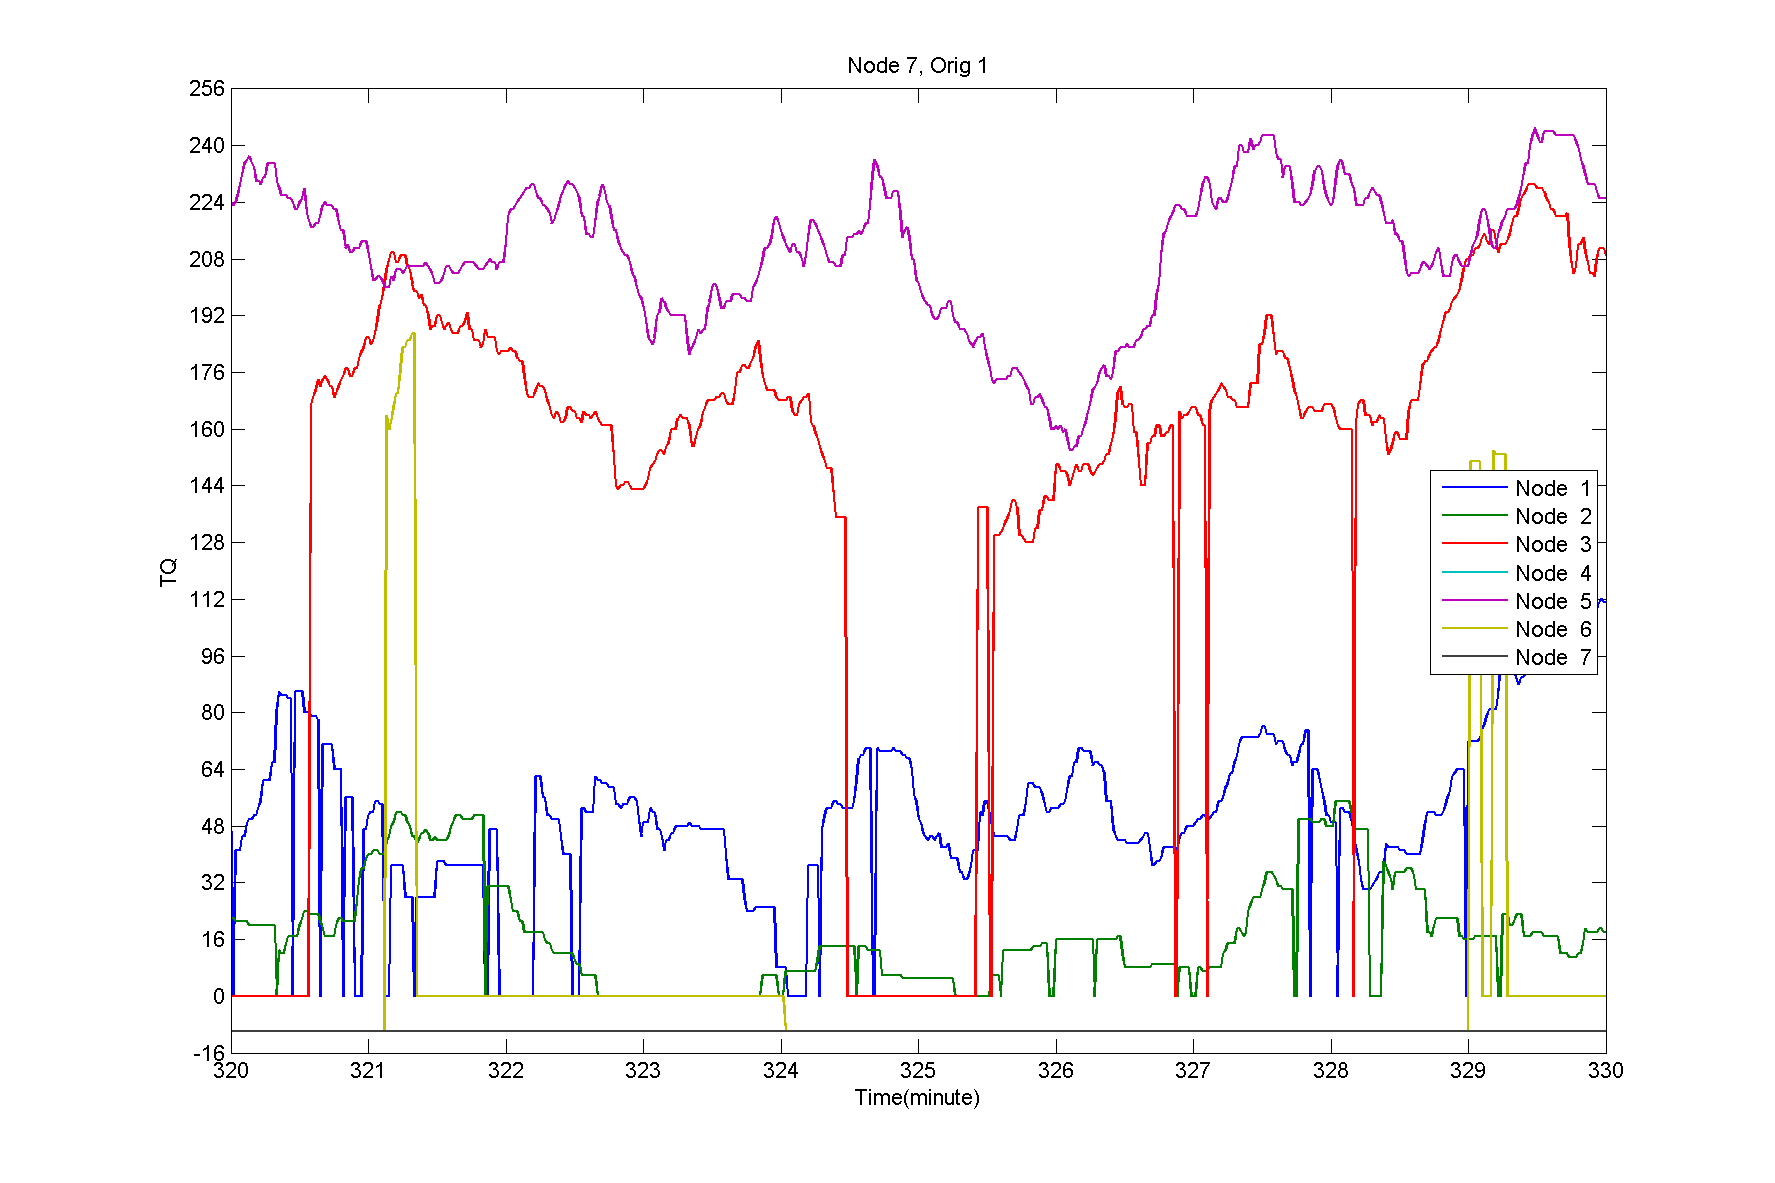 Node 7, Orig 1
256
240
224
208
192
176
160
144
128
112
96
80
64
48
32
16
0
-16
TQ
Node 1
Node 2
Node 3
Node 4
Node 5
Node 6
Node 7
320 321 322 323 324 325 326 327 328 329 330
Time(minute)